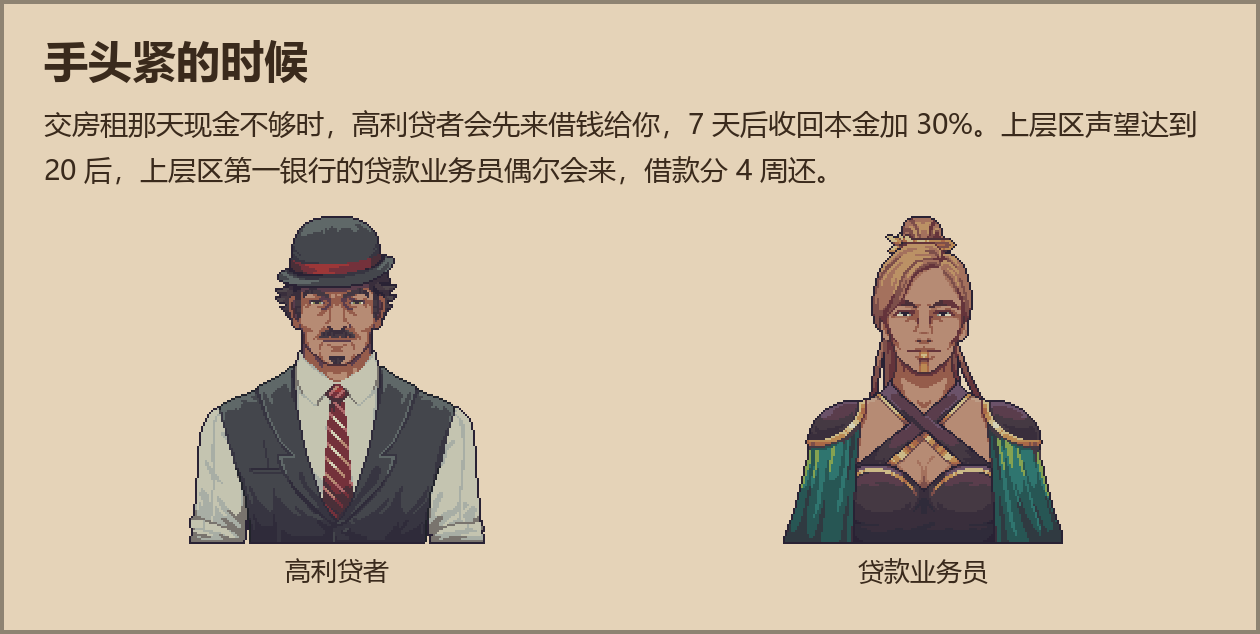 手头紧的时候
交房租那天现金不够时，高利贷者会先来借钱给你，7 天后收回本金加 30%。上层区声望达到
20 后，上层区第一银行的贷款业务员偶尔会来，借款分 4 周还。
高利贷者
贷款业务员